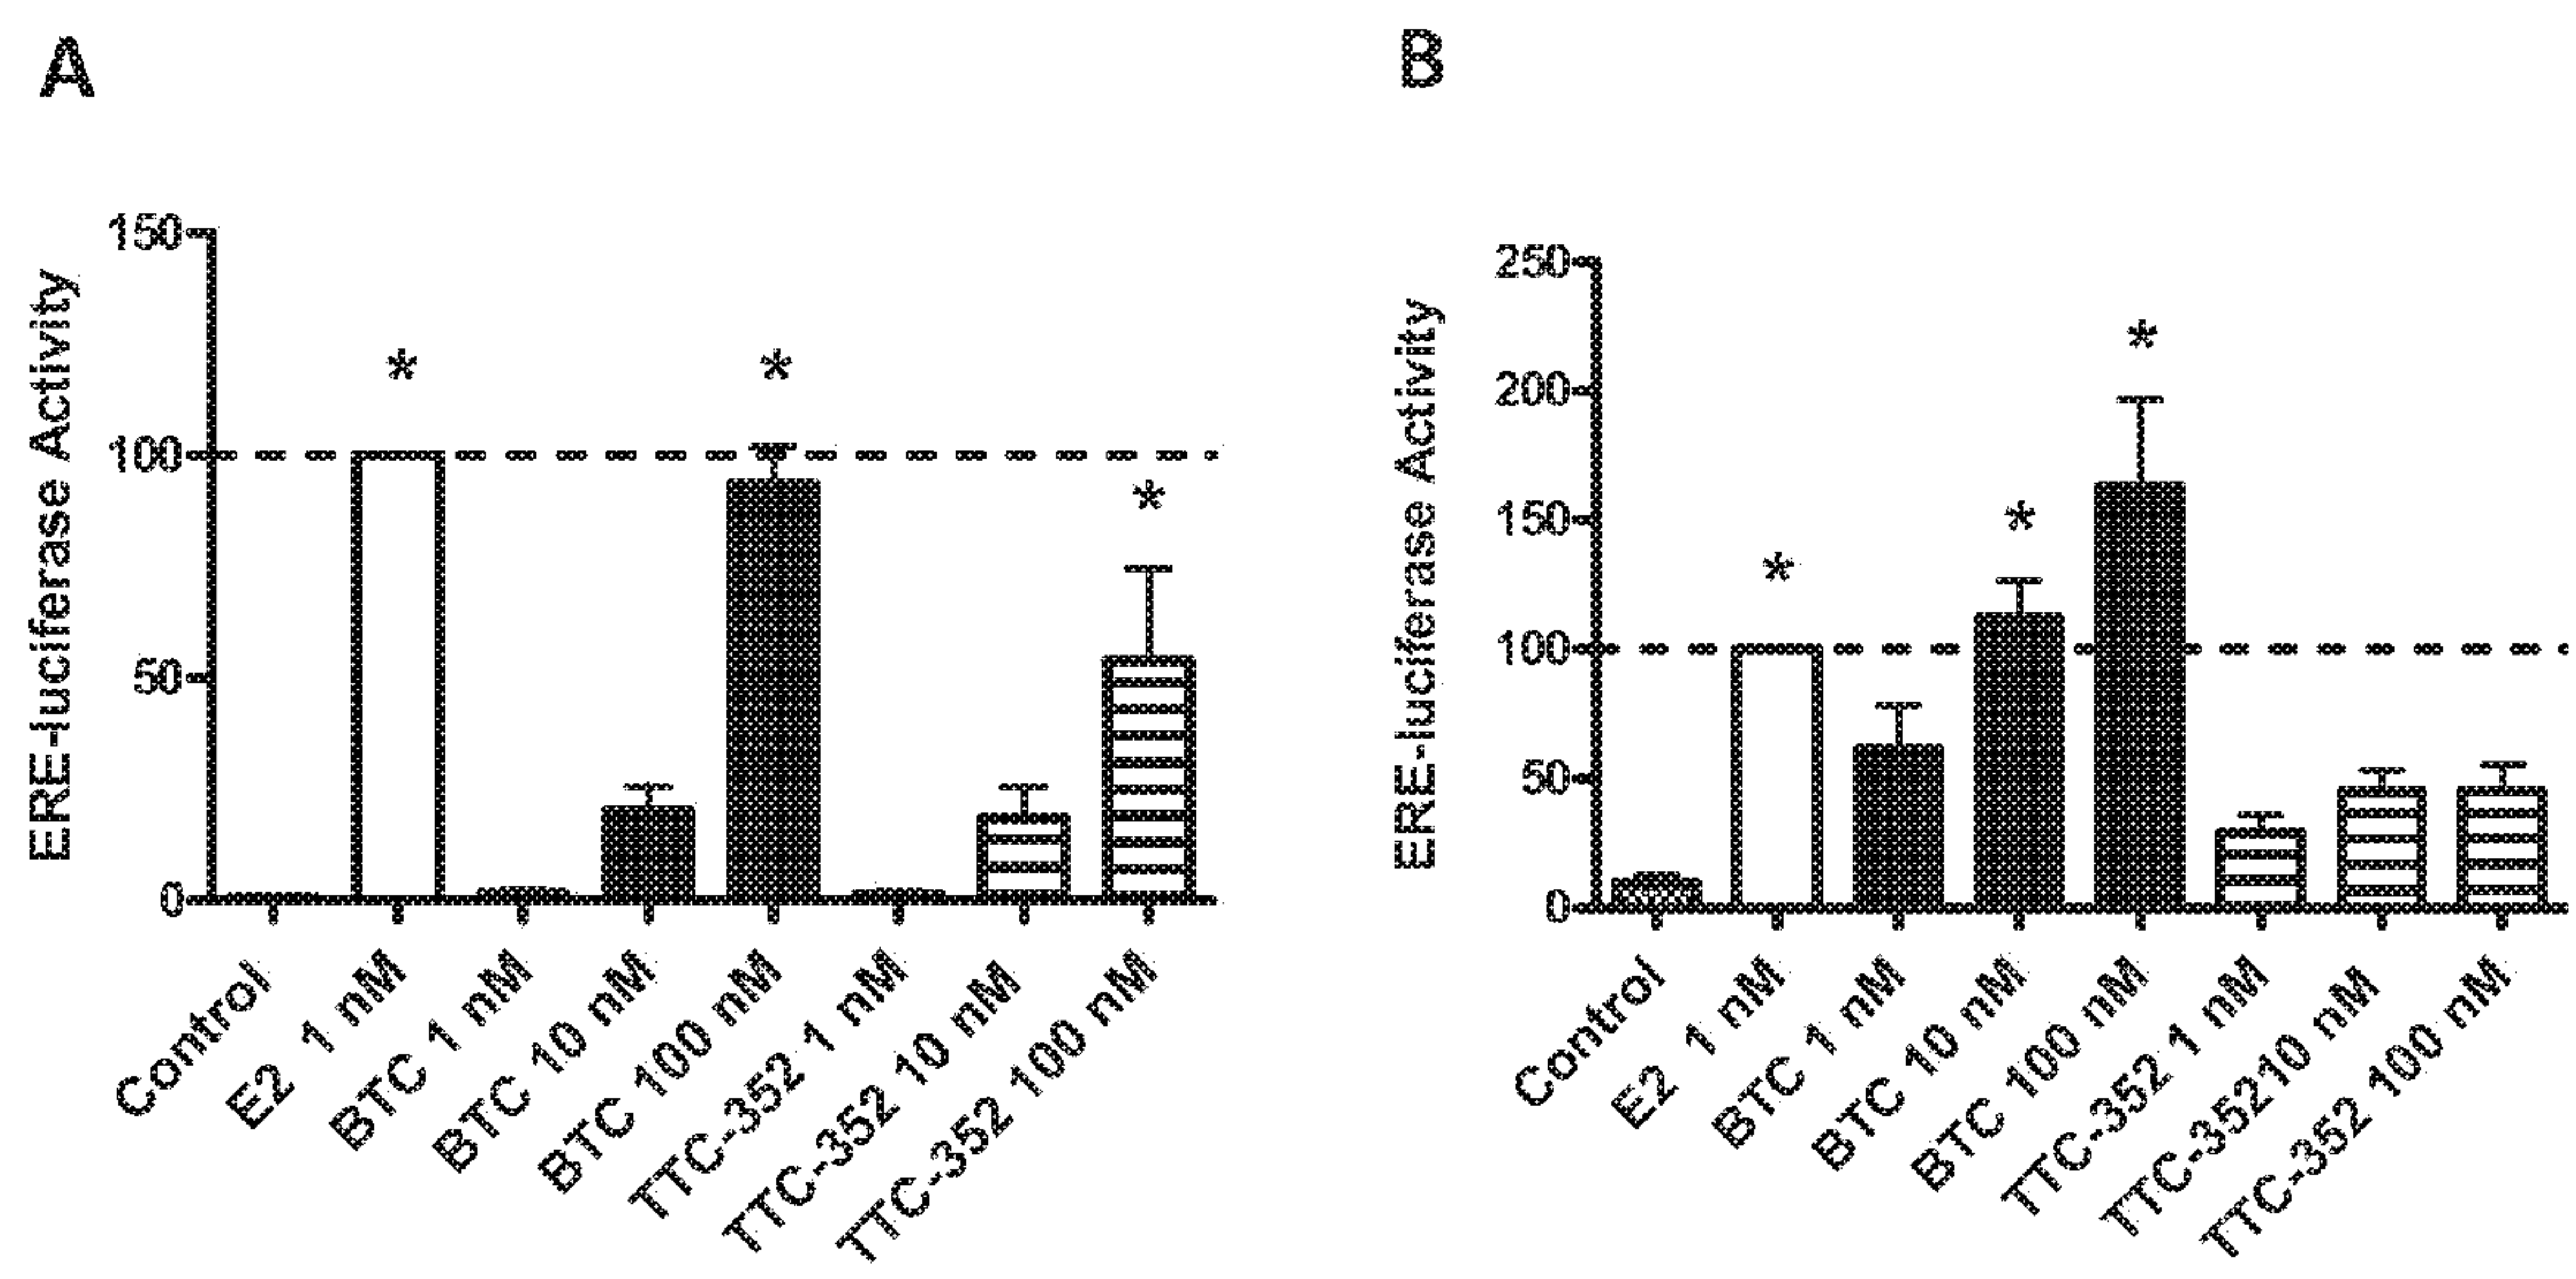 A
ERE-luciferase Activity
150
100
50
0
*
*
*
Control
E2 1 nM
BTC 1 nM
BTC 10 nM
BTC 100 nM
TTC-352 1 nM
TTC-352 10 nM
TTC-352 100 nM
B
ERE-luciferase Activity
250
200
150
100
50
0
*
*
*
Control
E2 1 nM
BTC 1 nM
BTC 10 nM
BTC 100 nM
TTC-352 1 nM
TTC-35210 nM
TTC-352 100 nM